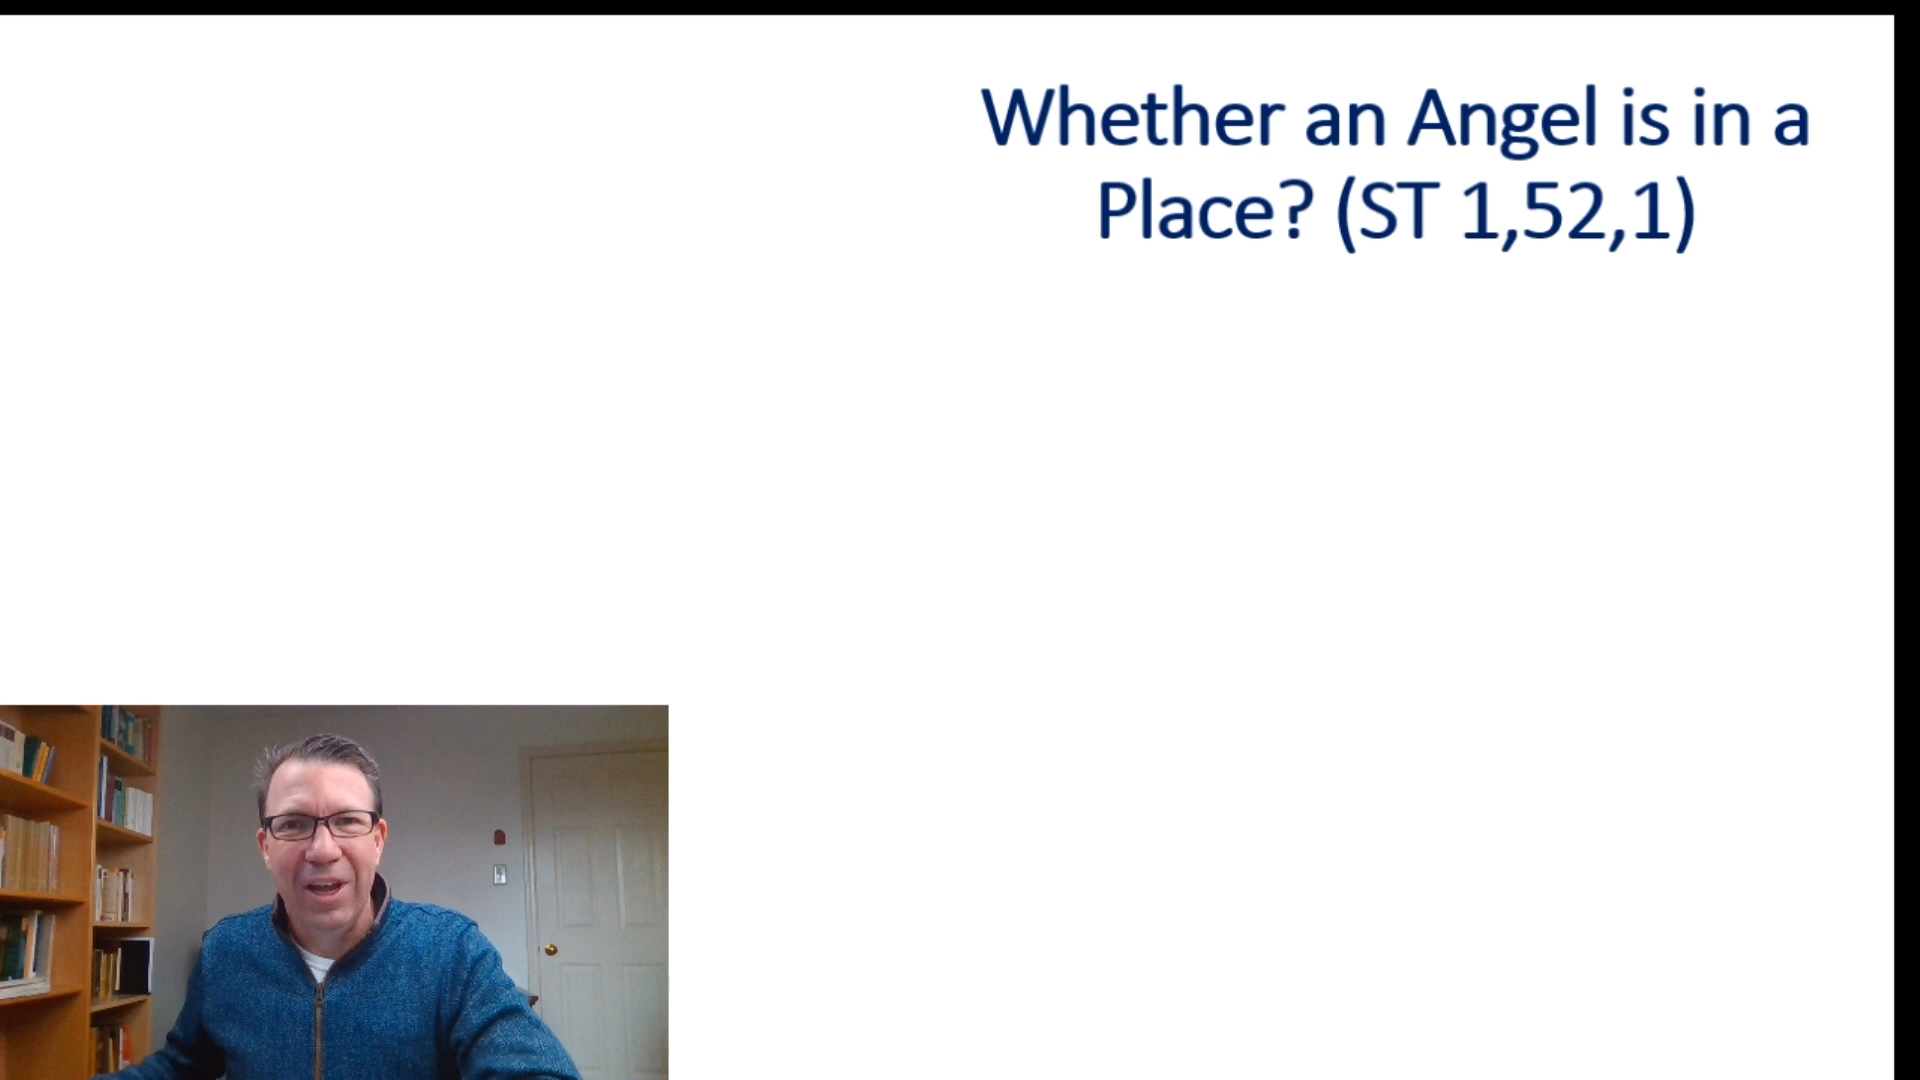 Whether an Angel is in a
Place? (ST 1,52,1)